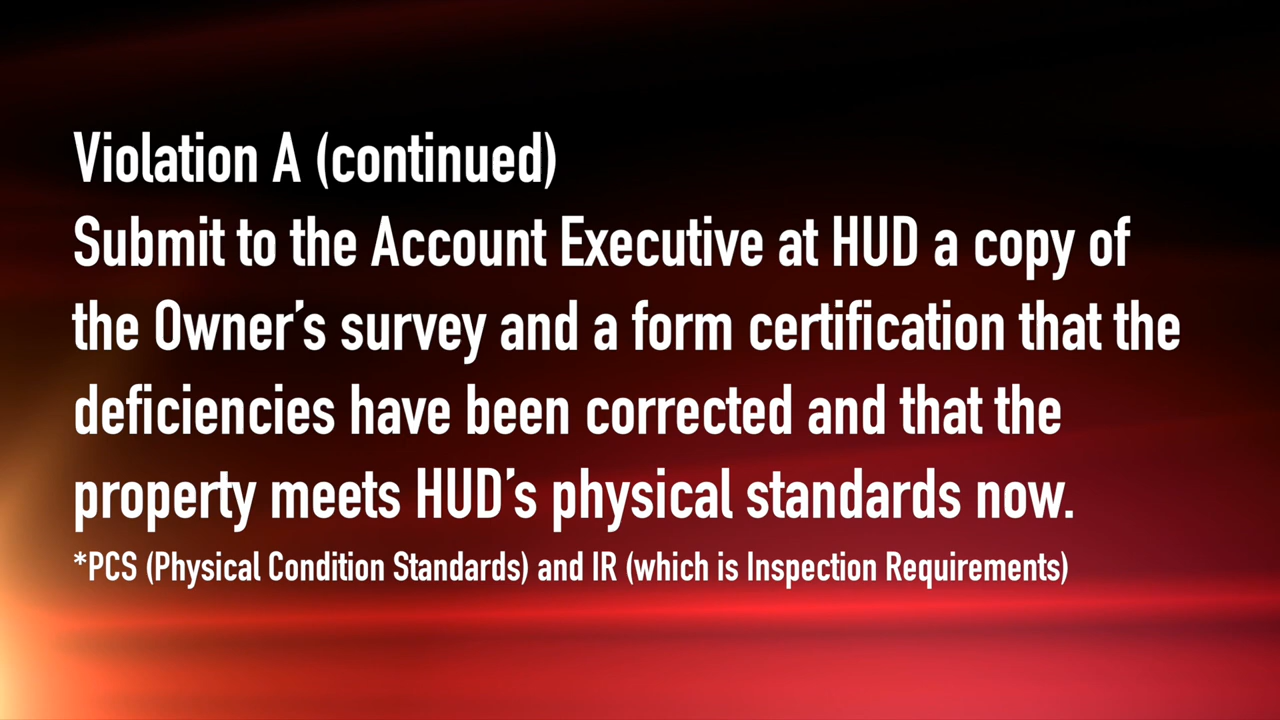 Violation A (continued)
Submit to the Account Executive at HUD a copy of
the Owner’s survey and a form certification that the
deficiencies have been corrected and that the
property meets HUD’s physical standards now.
*PCS (Physical Condition Standards) and IR (which is Inspection Requirements)